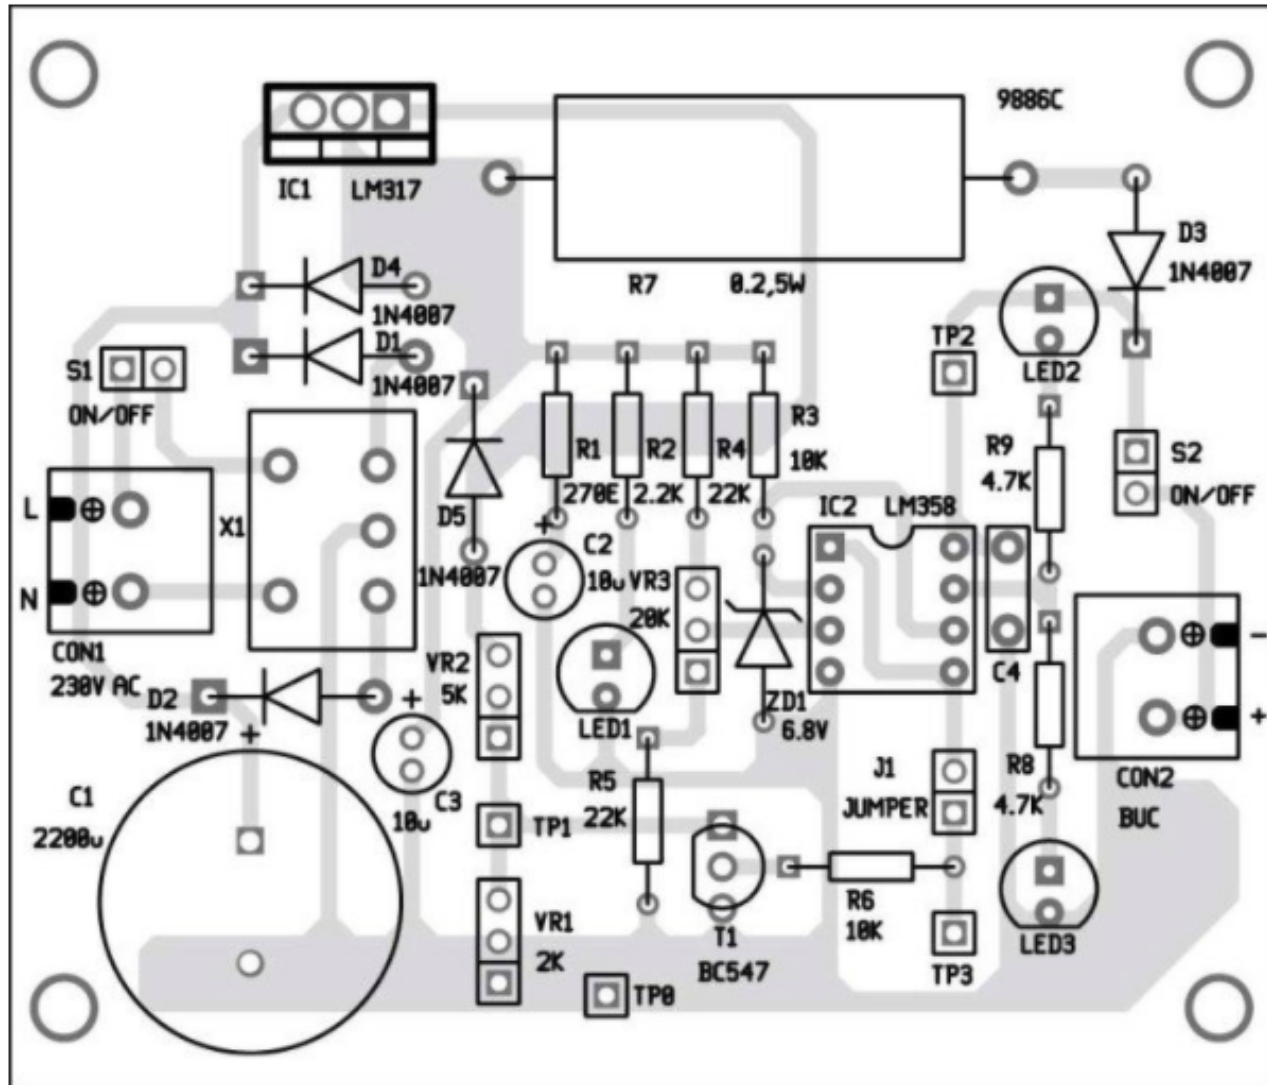 9886C
IC1 LM317
D3
1N4007
D4
1N4007
R7 0.2,5W
D1
1N4007
TP2
S1
ON/OFF
LED2
R3
10K
R1
270E
R2
2.2K
R4
22K
R9
4.7K
S2
ON/OFF
L
N
X1
D5
1N4007
+
C2
10u
IC2 LM358
VR3
20K
CON1
230V AC
VR2
5K
-
+
C4
D2
1N4007
+
+
LED1
ZD1
6.8V
C1
2200u
C3
10u
R5
22K
J1
JUMPER
R8
4.7K
CON2
BUC
TP1
R6
10K
VR1
2K
T1
BC547
LED3
TP3
TP0